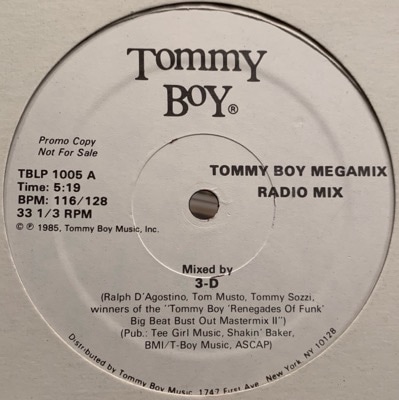 Tommy
Boy®
Promo Copy
Not For Sale
TBLP 1005 A
Time: 5:19
BPM: 116/128
33 1/3 RPM
© ℗ 1985, Tommy Boy Music, Inc.
TOMMY BOY MEGAMIX
RADIO MIX
Mixed by
3-D
(Ralph D'Agostino, Tom Musto, Tommy Sozzi,
winners of the "Tommy Boy 'Renegades Of Funk'
Big Beat Bust Out Mastermix II")
(Pub.: Tee Girl Music, Shakin' Baker,
BMI/T-Boy Music, ASCAP)
Distributed by Tommy Boy Music, 1747 First Ave., New York, NY 10128